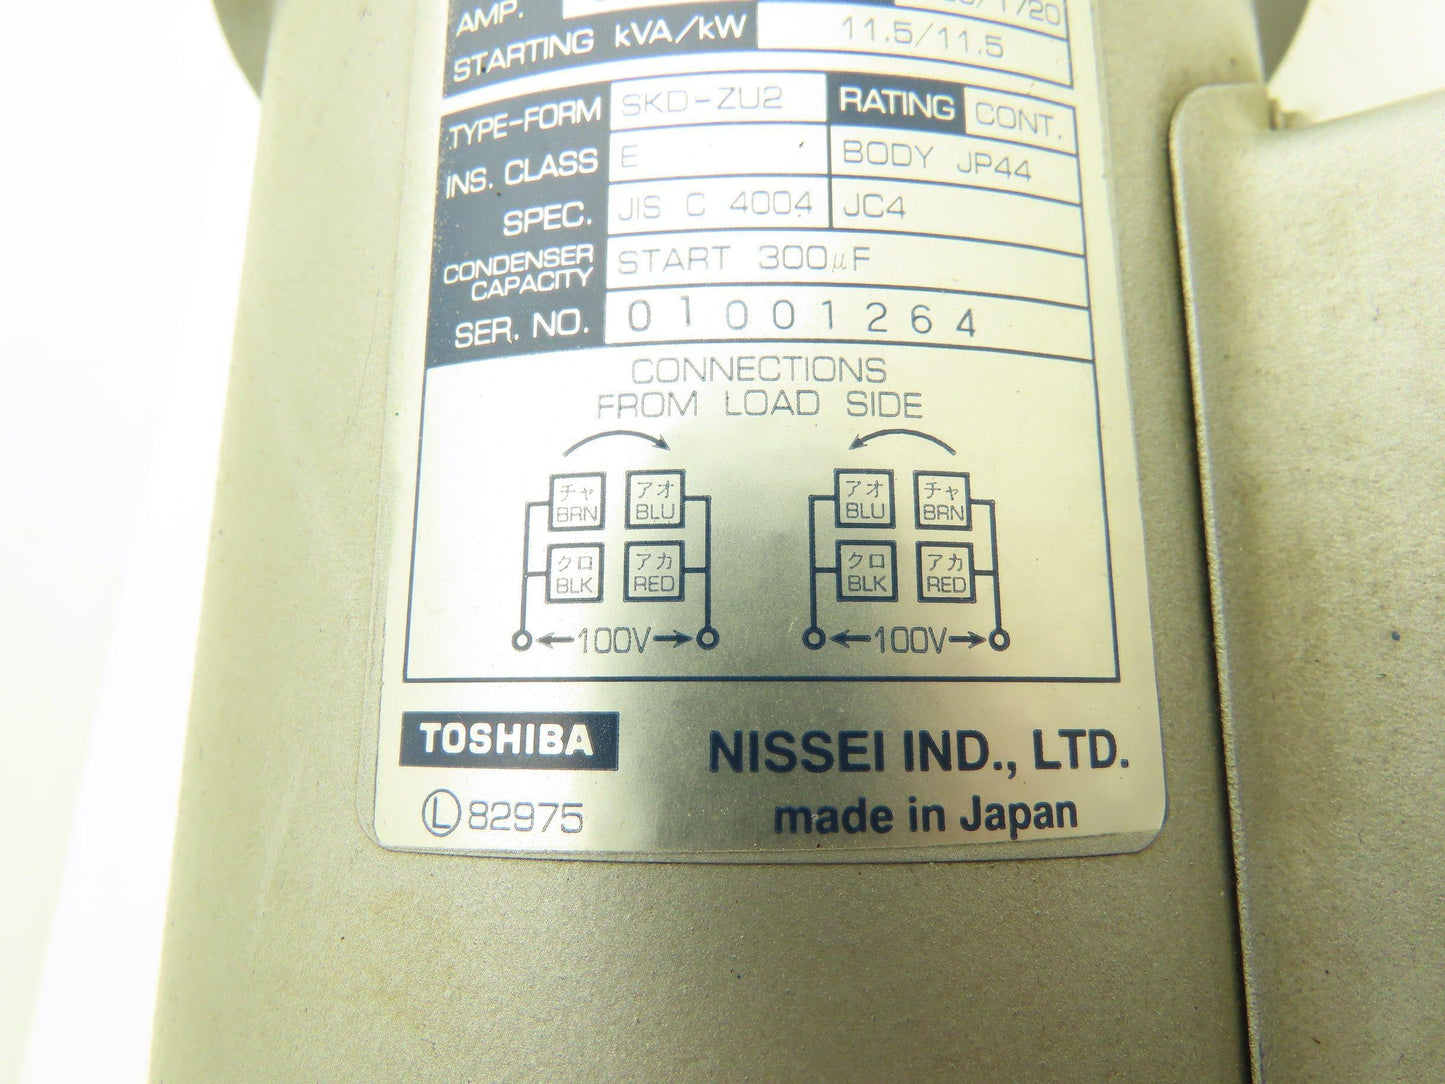 AMP. /1720
STARTING kVA/kW 11.5/11.5
TYPE-FORM SKD-ZU2 RATING CONT.
INS. CLASS E BODY JP44
SPEC. JIS C 4004 JC4
CONDENSER CAPACITY START 300μF
SER. NO. 01001264
CONNECTIONS
FROM LOAD SIDE
チャ アオ アオ チャ
BRN BLU BLU BRN
クロ アカ クロ アカ
BLK RED BLK RED
100V 100V
TOSHIBA NISSEI IND., LTD.
Ⓛ82975 made in Japan